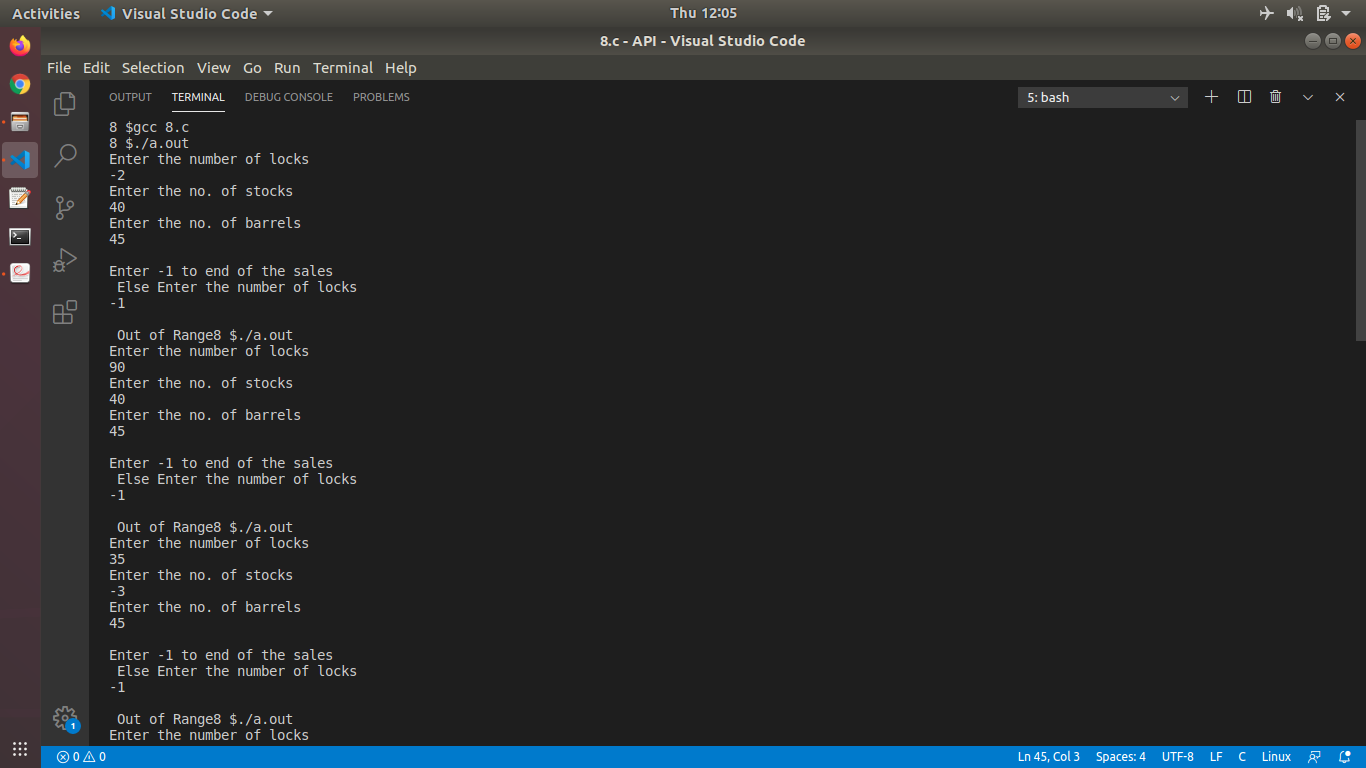 Activities Visual Studio Code Thu 12:05
8.c - API - Visual Studio Code
File Edit Selection View Go Run Terminal Help
OUTPUT TERMINAL DEBUG CONSOLE PROBLEMS 5: bash
8 $gcc 8.c
8 $./a.out
Enter the number of locks
-2
Enter the no. of stocks
40
Enter the no. of barrels
45
Enter -1 to end of the sales
Else Enter the number of locks
-1
Out of Range8 $./a.out
Enter the number of locks
90
Enter the no. of stocks
40
Enter the no. of barrels
45
Enter -1 to end of the sales
Else Enter the number of locks
-1
Out of Range8 $./a.out
Enter the number of locks
35
Enter the no. of stocks
-3
Enter the no. of barrels
45
Enter -1 to end of the sales
Else Enter the number of locks
-1
Out of Range8 $./a.out
Enter the number of locks
1
0 0 Ln 45, Col 3 Spaces: 4 UTF-8 LF C Linux